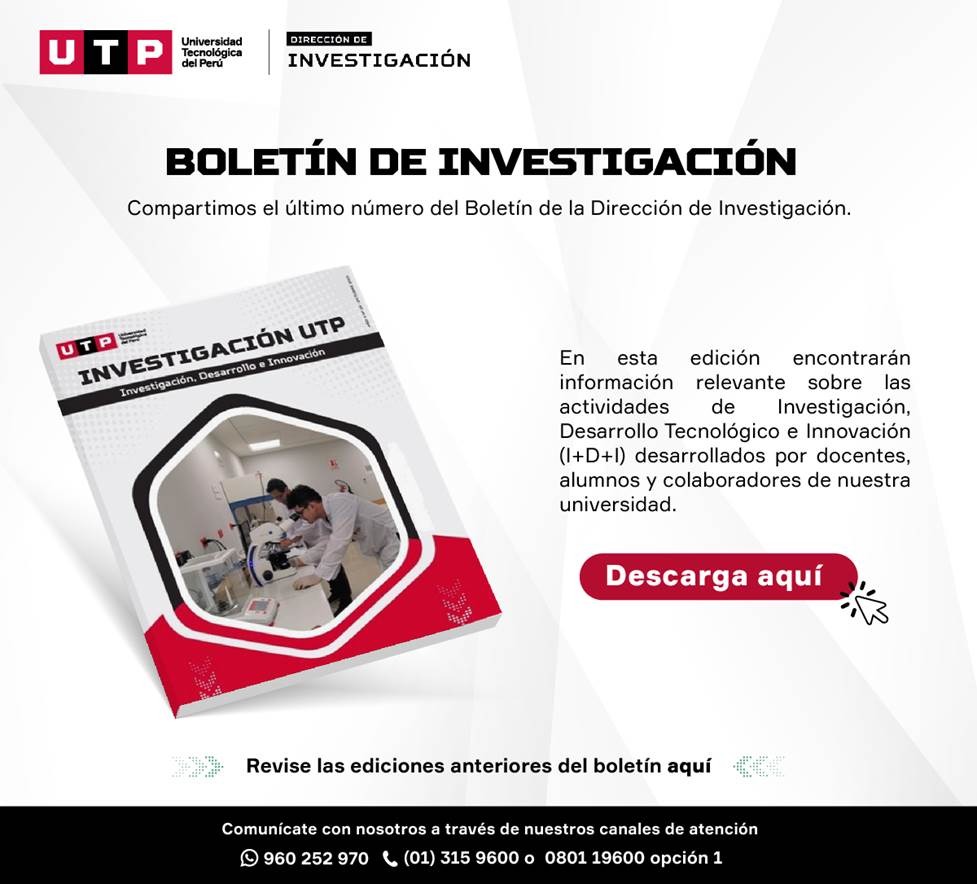 UTP
Universidad
Tecnológica
del Perú
DIRECCIÓN DE
INVESTIGACIÓN
BOLETÍN DE INVESTIGACIÓN
Compartimos el último número del Boletín de la Dirección de Investigación.
UTP
Universidad
Tecnológica
del Perú
INVESTIGACIÓN UTP
Investigación, Desarrollo e Innovación
En esta edición encontrarán
información relevante sobre las
actividades de Investigación,
Desarrollo Tecnológico e Innovación
(I+D+I) desarrollados por docentes,
alumnos y colaboradores de nuestra
universidad.
Descarga aquí
Revise las ediciones anteriores del boletín aquí
Comunícate con nosotros a través de nuestros canales de atención
960 252 970 (01) 315 9600 o 0801 19600 opción 1